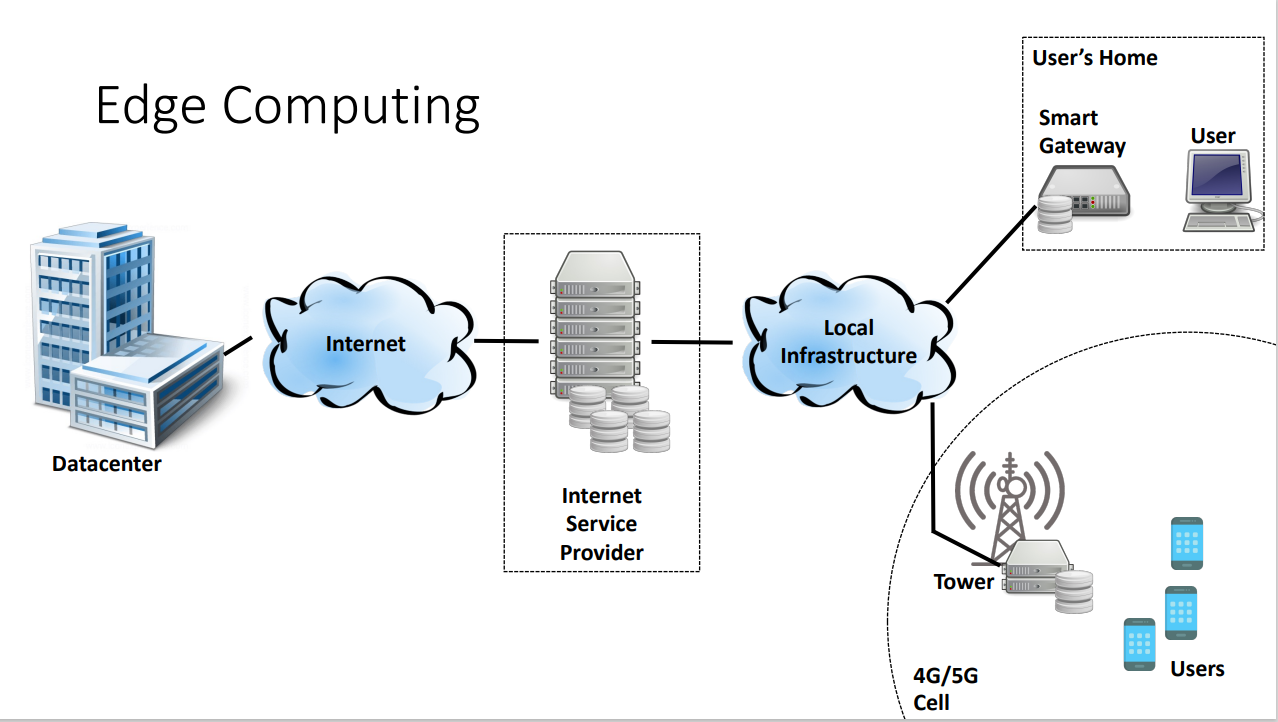 Edge Computing
User’s Home
Smart
Gateway
User
Internet
Local
Infrastructure
Datacenter
Internet
Service
Provider
Tower
4G/5G
Cell
Users